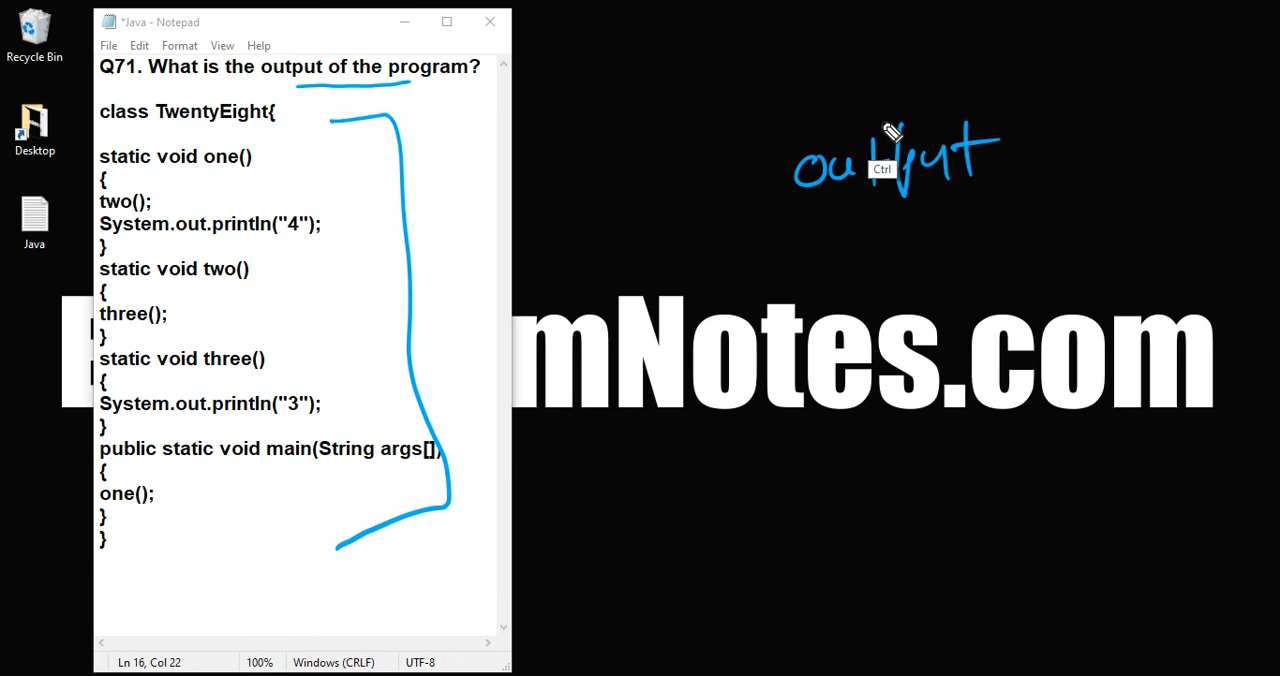 Recycle Bin
Desktop
Java
*Java - Notepad
File Edit Format View Help
Q71. What is the output of the program?
class TwentyEight{
static void one()
{
two();
System.out.println("4");
}
static void two()
{
three();
}
static void three()
{
System.out.println("3");
}
public static void main(String args[])
{
one();
}
}
Ln 16, Col 22 100% Windows (CRLF) UTF-8
output
Ctrl
mNotes.com